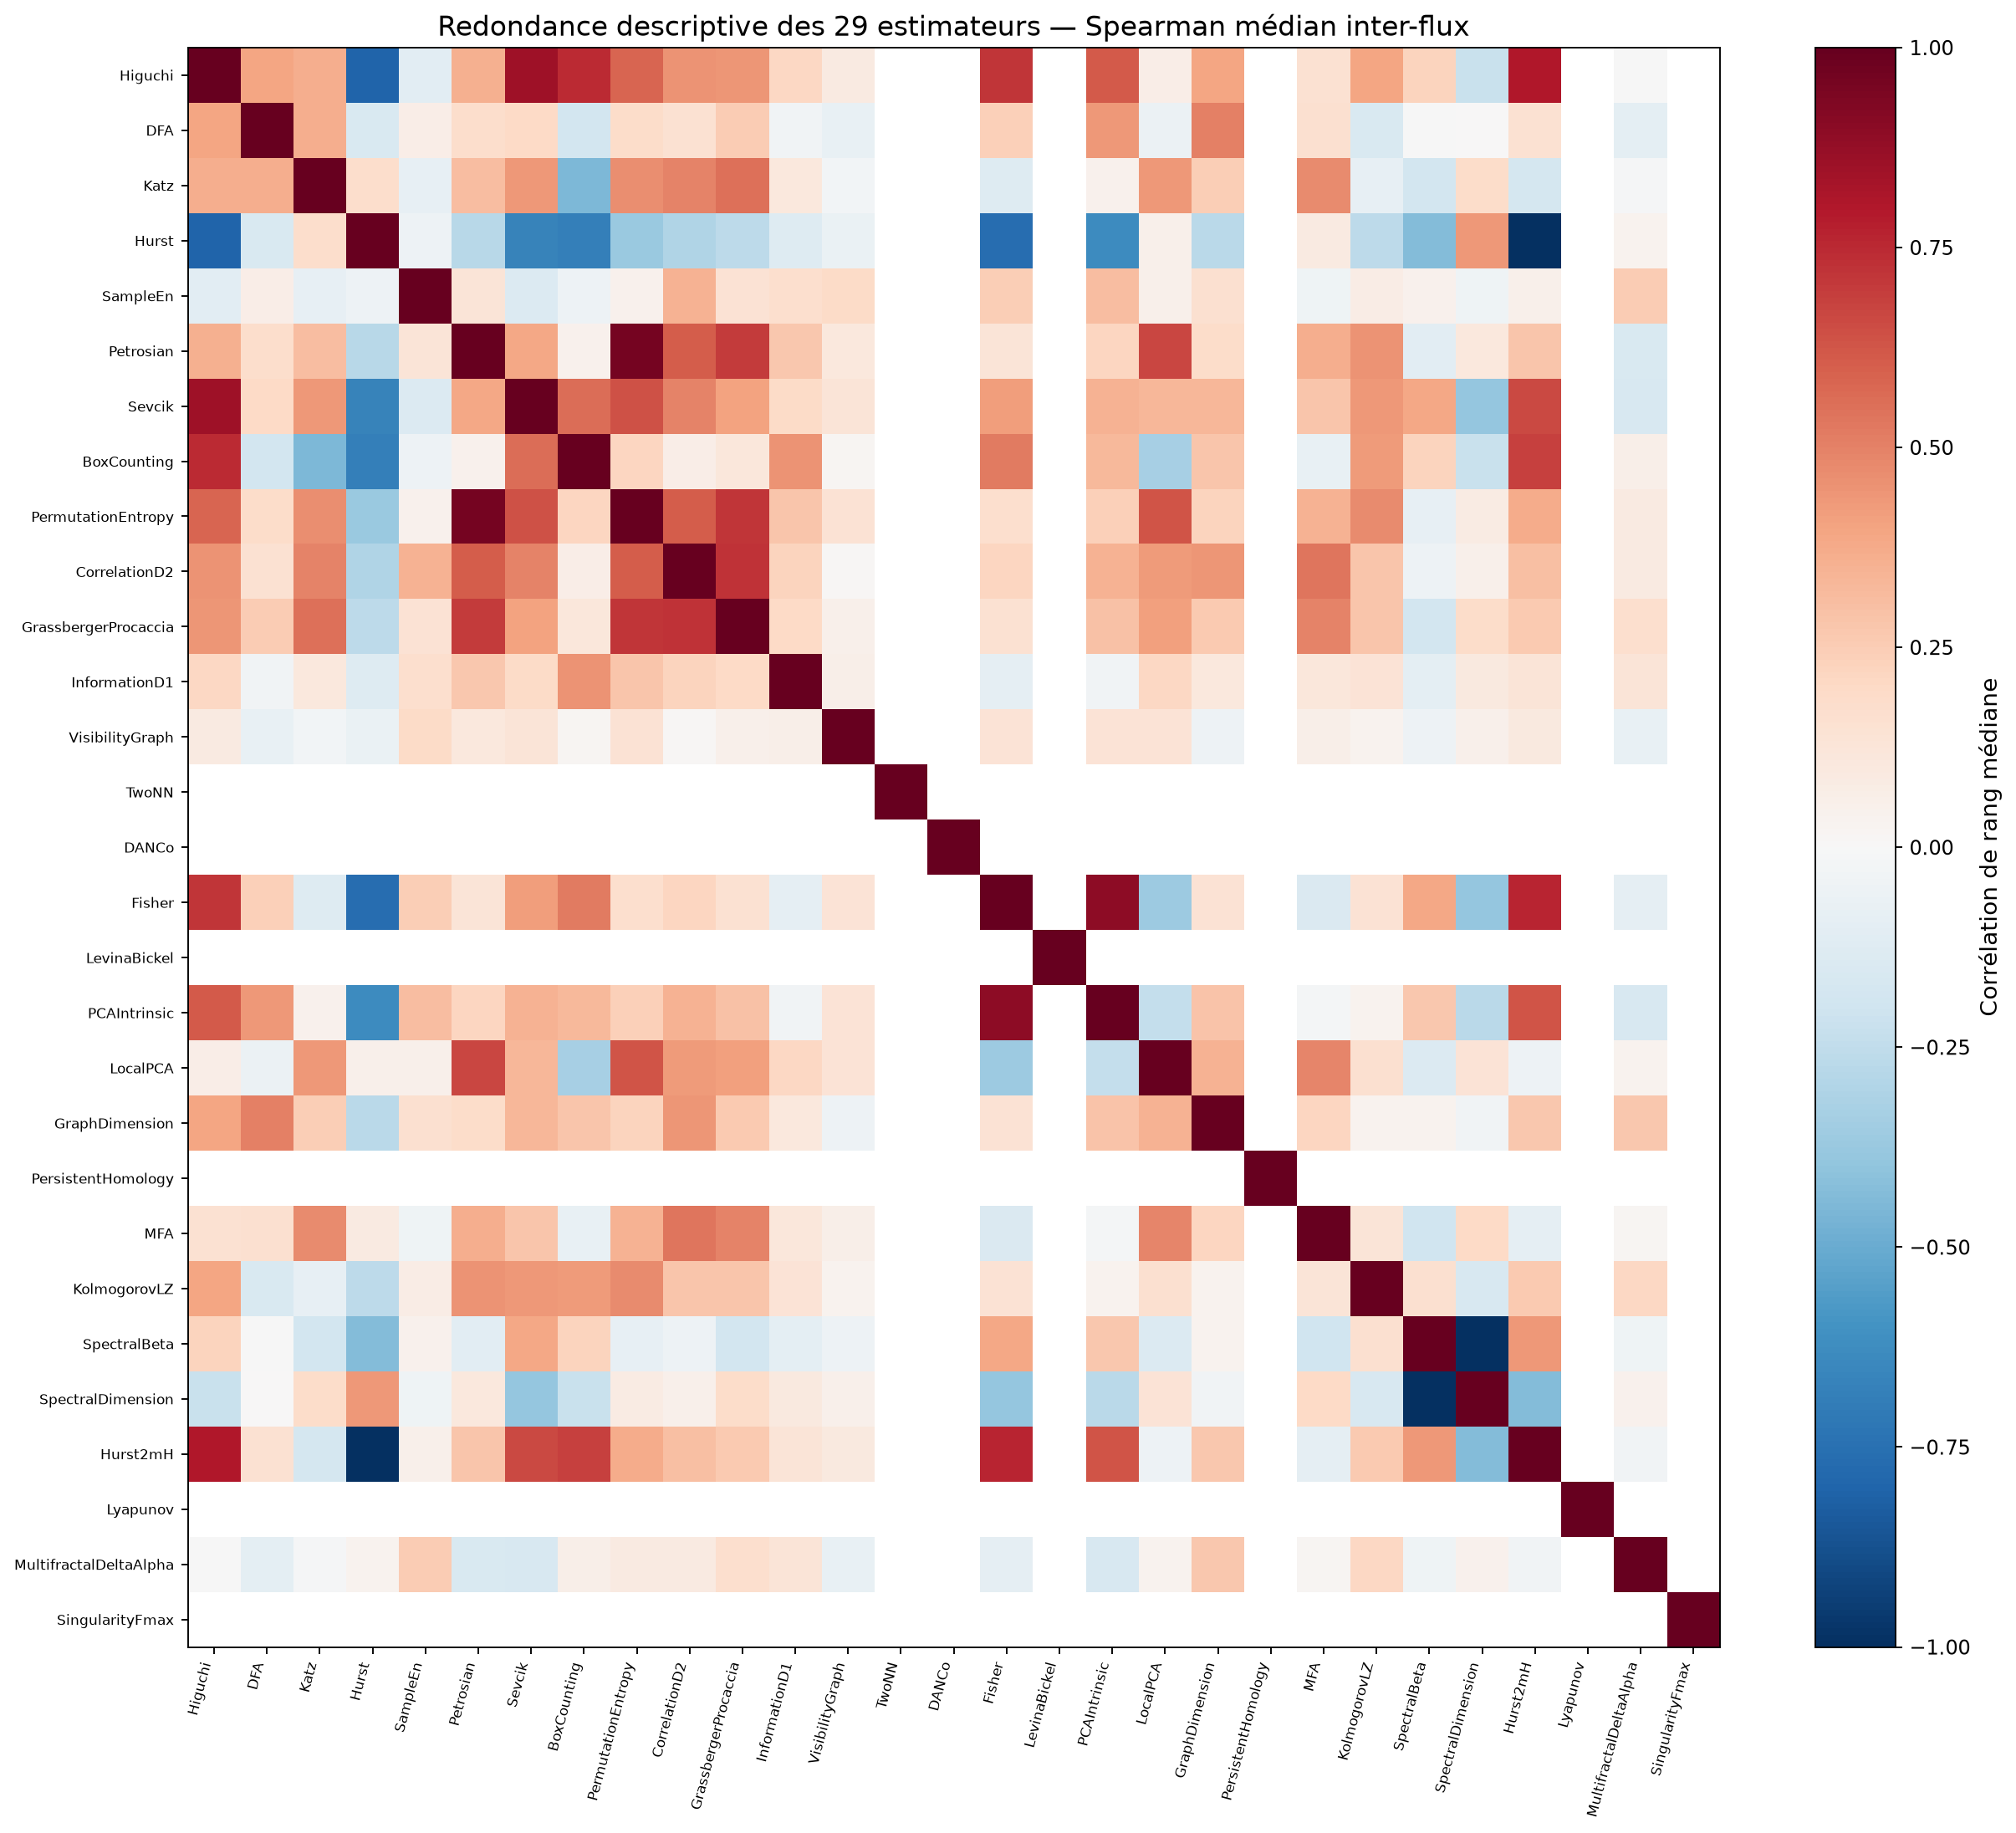 Redondance descriptive des 29 estimateurs — Spearman médian inter-flux
Higuchi
DFA
Katz
Hurst
SampleEn
Petrosian
Sevcik
BoxCounting
PermutationEntropy
CorrelationD2
GrassbergerProcaccia
InformationD1
VisibilityGraph
TwoNN
DANCo
Fisher
LevinaBickel
PCAIntrinsic
LocalPCA
GraphDimension
PersistentHomology
MFA
KolmogorovLZ
SpectralBeta
SpectralDimension
Hurst2mH
Lyapunov
MultifractalDeltaAlpha
SingularityFmax
Higuchi
DFA
Katz
Hurst
SampleEn
Petrosian
Sevcik
BoxCounting
PermutationEntropy
CorrelationD2
GrassbergerProcaccia
InformationD1
VisibilityGraph
TwoNN
DANCo
Fisher
LevinaBickel
PCAIntrinsic
LocalPCA
GraphDimension
PersistentHomology
MFA
KolmogorovLZ
SpectralBeta
SpectralDimension
Hurst2mH
Lyapunov
MultifractalDeltaAlpha
SingularityFmax
1.00
0.75
0.50
0.25
0.00
−0.25
−0.50
−0.75
−1.00
Corrélation de rang médiane